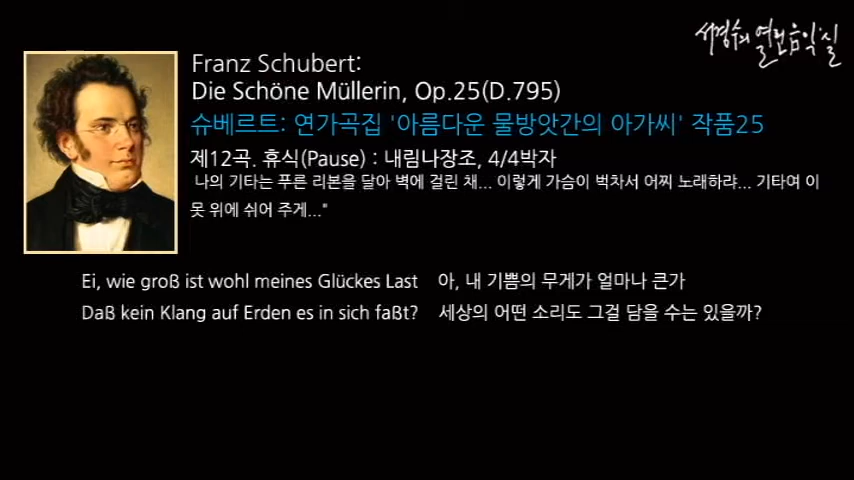 서경수의 열린음악실
Franz Schubert:
Die Schöne Müllerin, Op.25(D.795)
슈베르트: 연가곡집 '아름다운 물방앗간의 아가씨' 작품25
제12곡. 휴식(Pause) : 내림나장조, 4/4박자
나의 기타는 푸른 리본을 달아 벽에 걸린 채... 이렇게 가슴이 벅차서 어찌 노래하랴... 기타여 이
못 위에 쉬어 주게..."
Ei, wie groß ist wohl meines Glückes Last 아, 내 기쁨의 무게가 얼마나 큰가
Daß kein Klang auf Erden es in sich faßt? 세상의 어떤 소리도 그걸 담을 수는 있을까?